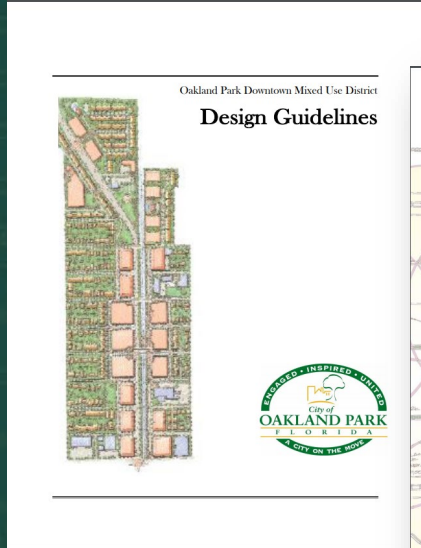 Oakland Park Downtown Mixed Use District
Design Guidelines
ENGAGED • INSPIRED • UNITED
City of
OAKLAND PARK
FLORIDA
A CITY ON THE MOVE